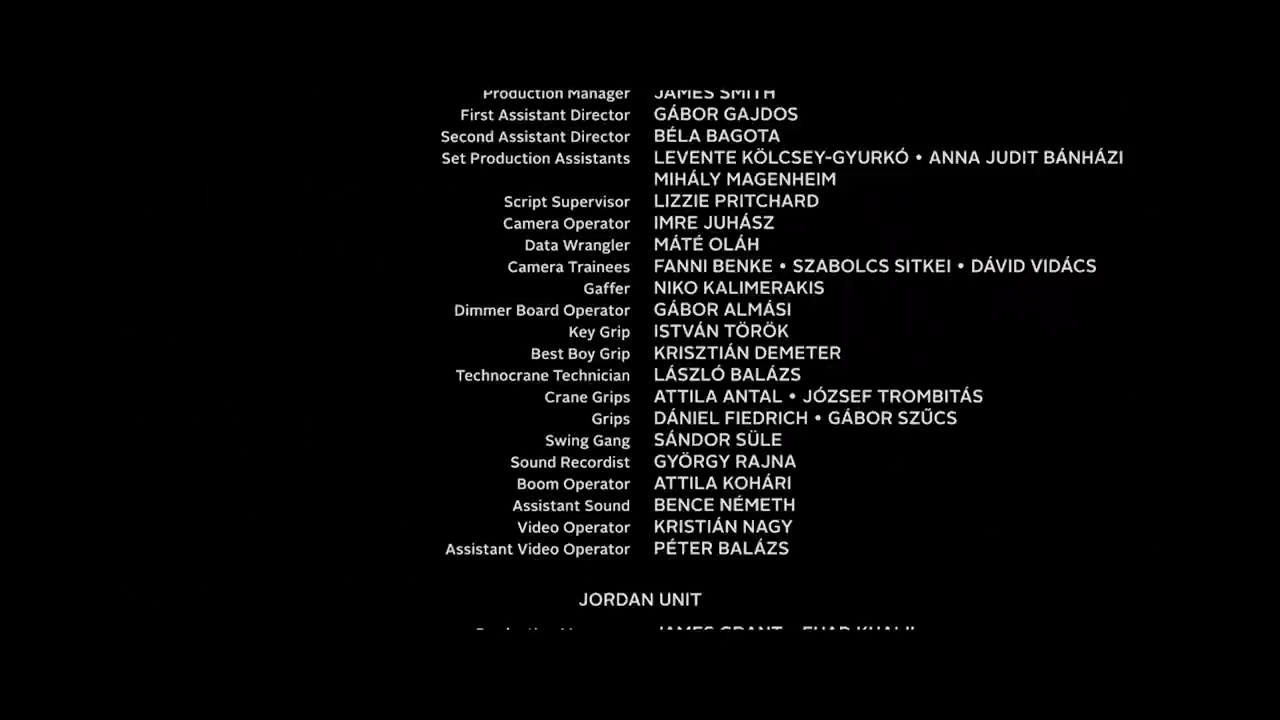 Production Manager JAMES SMITH
First Assistant Director GÁBOR GAJDOS
Second Assistant Director BÉLA BAGOTA
Set Production Assistants LEVENTE KÖLCSEY-GYURKÓ • ANNA JUDIT BÁNHÁZI
MIHÁLY MAGENHEIM
Script Supervisor LIZZIE PRITCHARD
Camera Operator IMRE JUHÁSZ
Data Wrangler MÁTÉ OLÁH
Camera Trainees FANNI BENKE • SZABOLCS SITKEI • DÁVID VIDÁCS
Gaffer NIKO KALIMERAKIS
Dimmer Board Operator GÁBOR ALMÁSI
Key Grip ISTVÁN TÖRÖK
Best Boy Grip KRISZTIÁN DEMETER
Technocrane Technician LÁSZLÓ BALÁZS
Crane Grips ATTILA ANTAL • JÓZSEF TROMBITÁS
Grips DÁNIEL FIEDRICH • GÁBOR SZŰCS
Swing Gang SÁNDOR SÜLE
Sound Recordist GYÖRGY RAJNA
Boom Operator ATTILA KOHÁRI
Assistant Sound BENCE NÉMETH
Video Operator KRISTIÁN NAGY
Assistant Video Operator PÉTER BALÁZS
JORDAN UNIT
JAMES GRANT